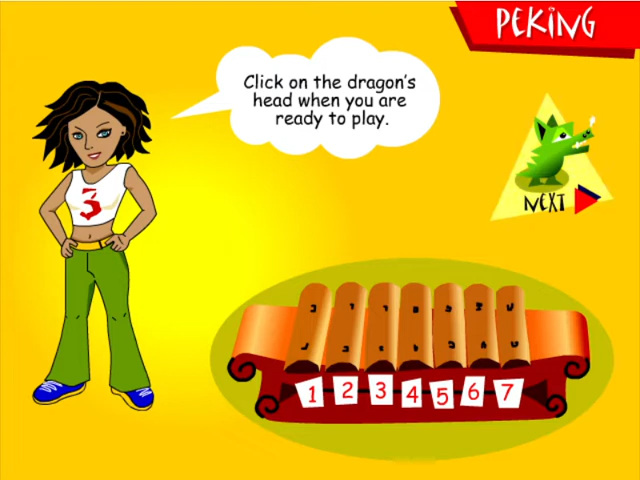 PEKING
Click on the dragon's
head when you are
ready to play.
3
NEXT
1 2 3 4 5 6 7